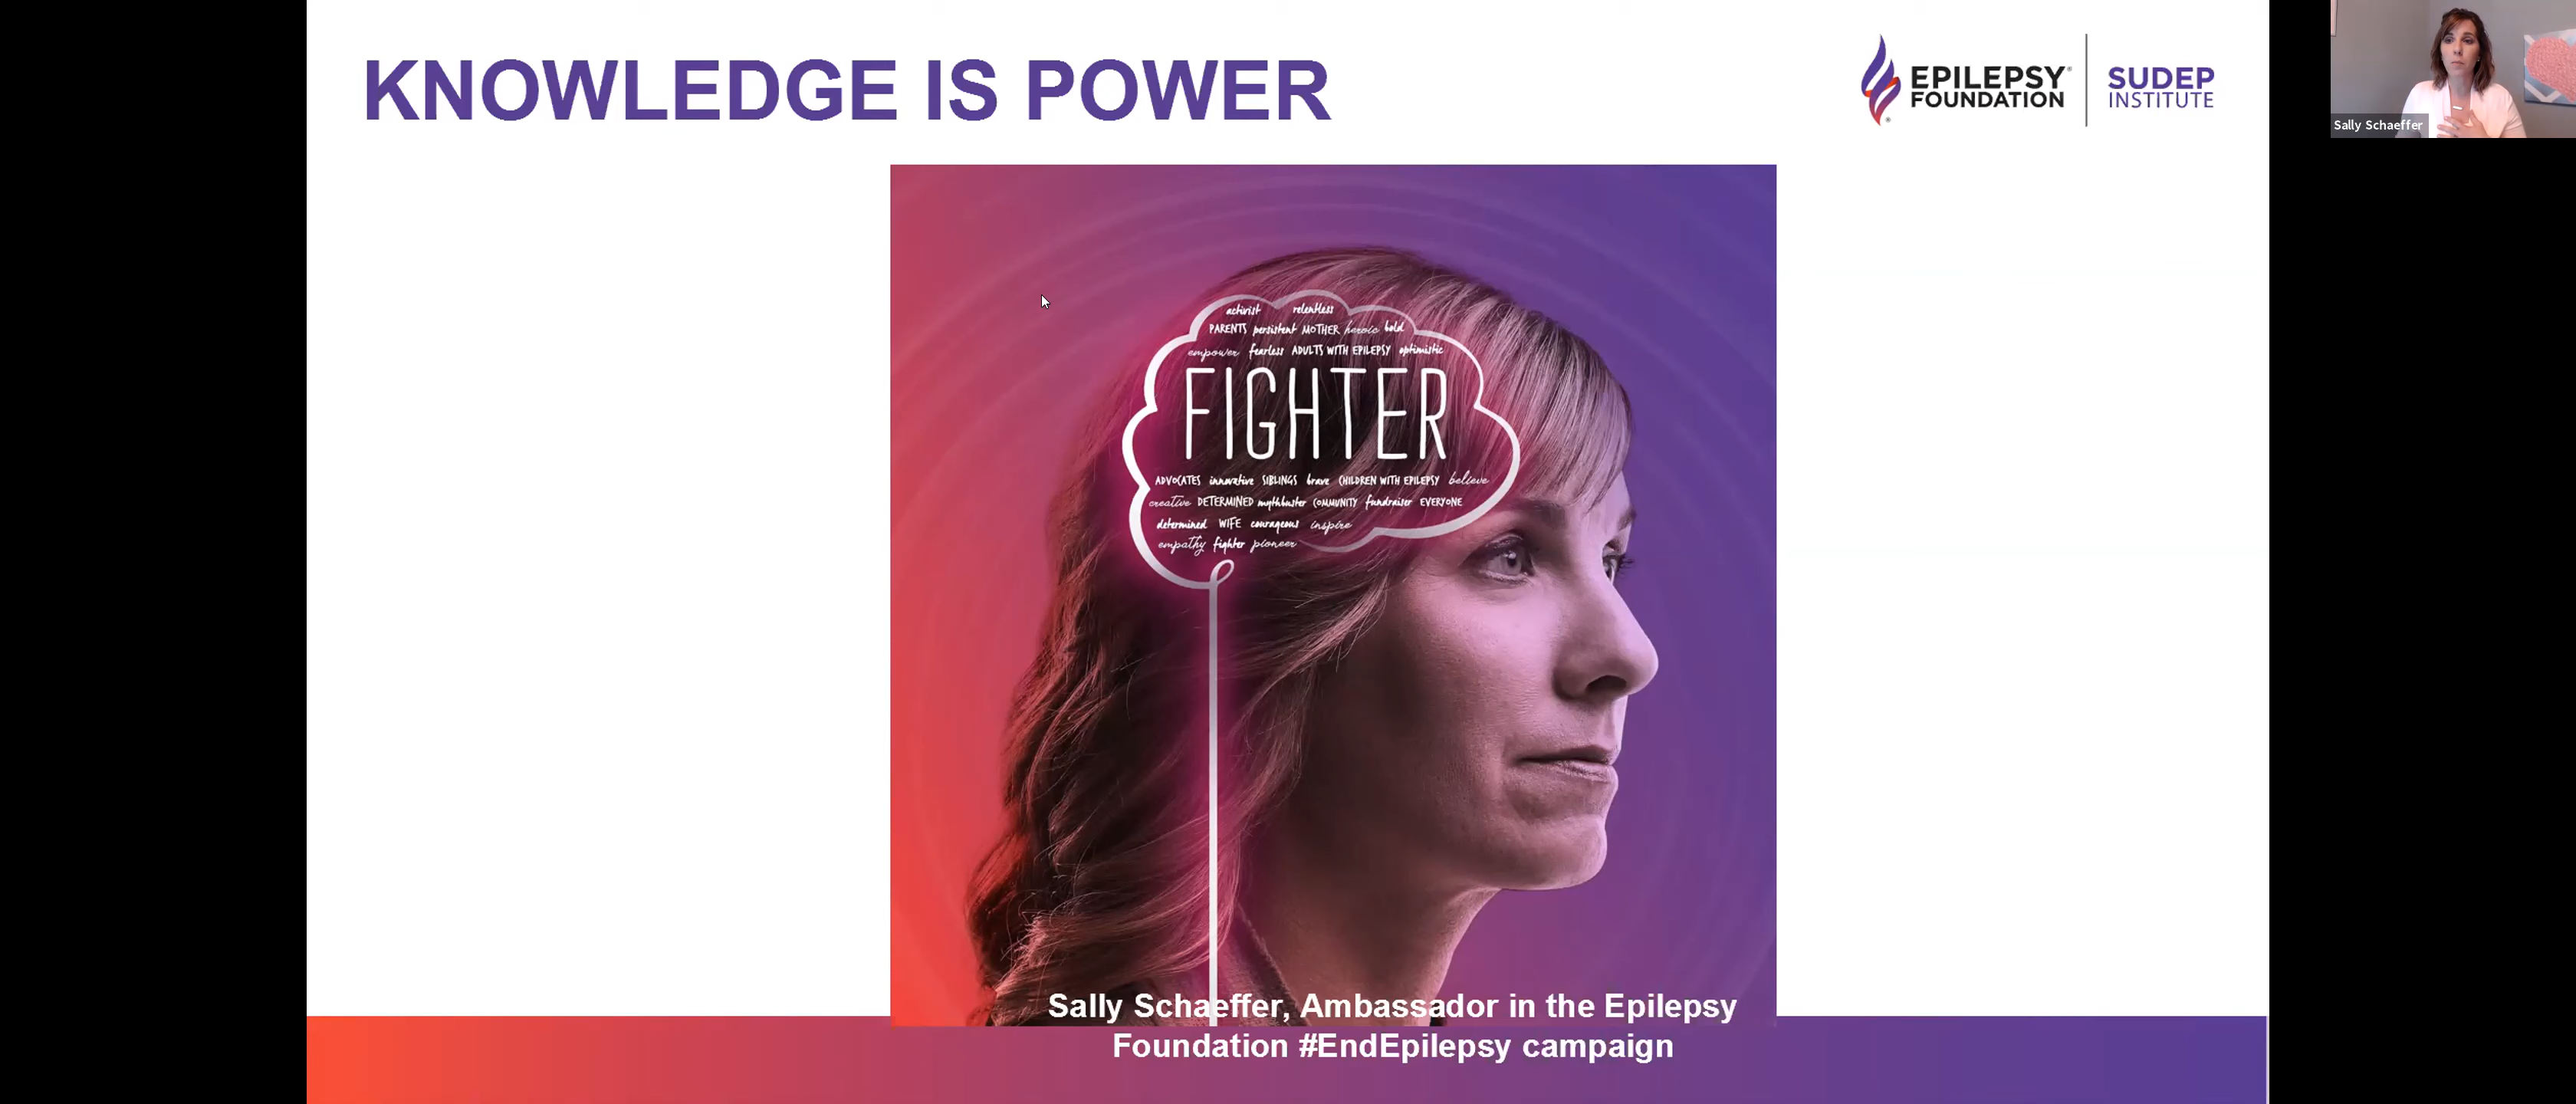 KNOWLEDGE IS POWER
EPILEPSY
FOUNDATION
SUDEP
INSTITUTE
Sally Schaeffer
activist relentless
PARENTS persistent MOTHER heroic bold
empower fearless ADULTS WITH EPILEPSY optimistic
FIGHTER
ADVOCATES innovative SIBLINGS brave CHILDREN WITH EPILEPSY believe
creative DETERMINED mythbuster COMMUNITY fundraiser EVERYONE
determined WIFE courageous inspire
empathy fighter pioneer
Sally Schaeffer, Ambassador in the Epilepsy
Foundation #EndEpilepsy campaign